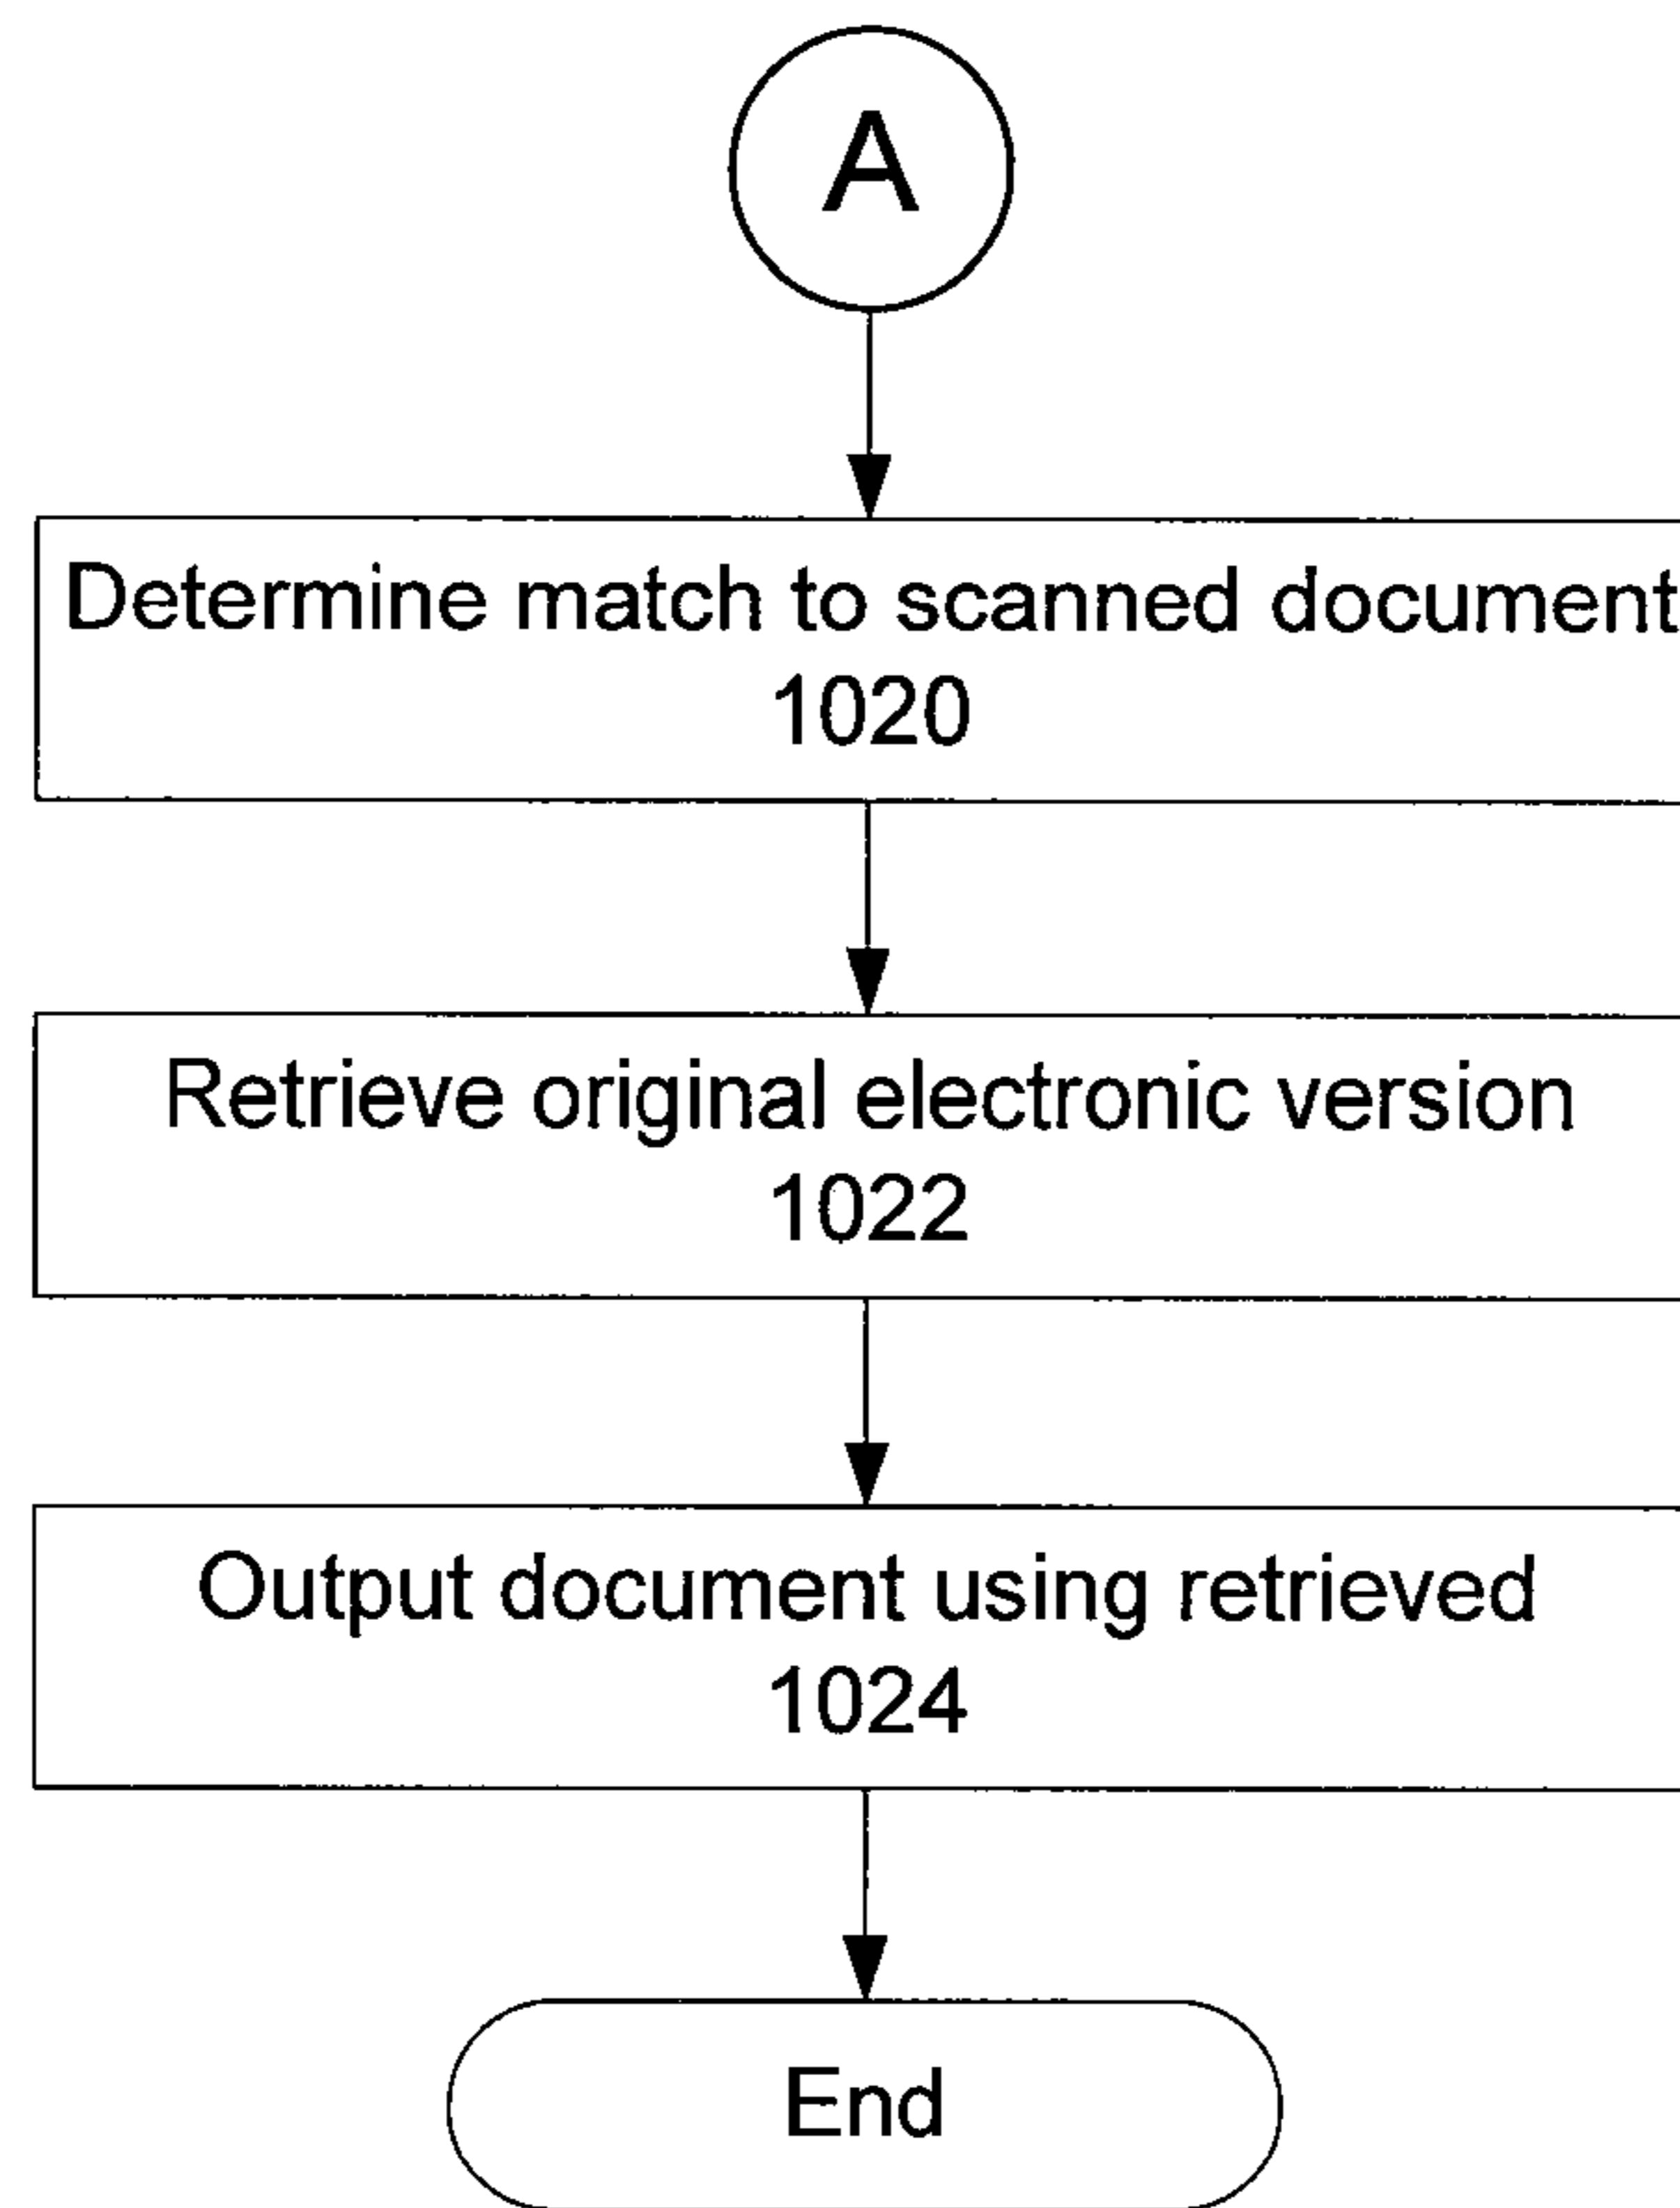 A
Determine match to scanned document
1020
Retrieve original electronic version
1022
Output document using retrieved
1024
End